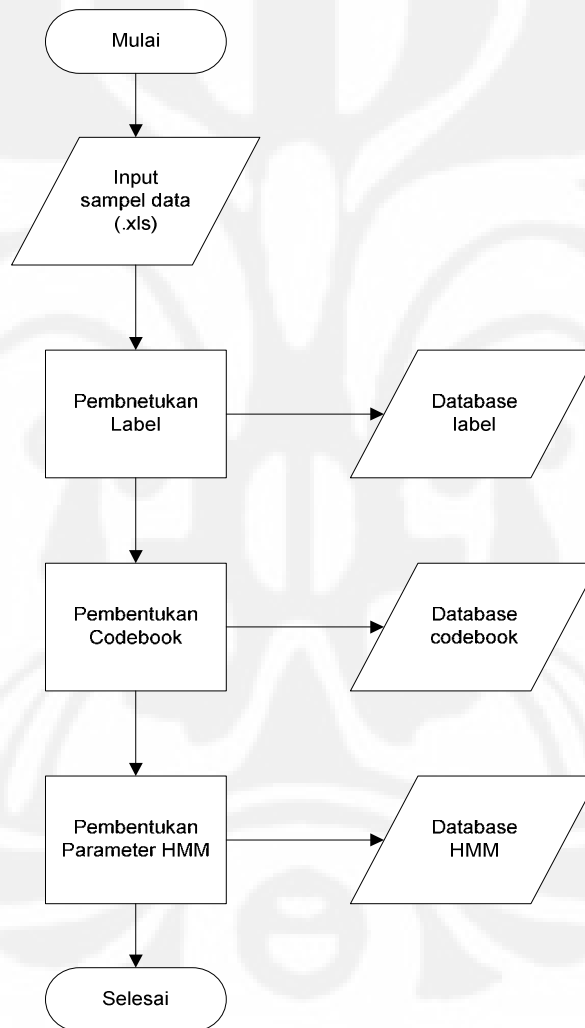 Mulai
Input
sampel data
(.xls)
Pembnetukan
Label
Database
label
Pembentukan
Codebook
Database
codebook
Pembentukan
Parameter HMM
Database
HMM
Selesai